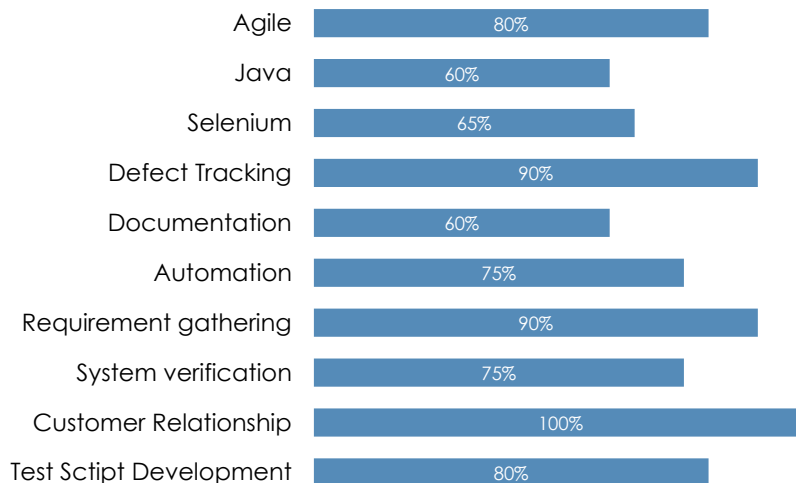 Agile 80%
Java 60%
Selenium 65%
Defect Tracking 90%
Documentation 60%
Automation 75%
Requirement gathering 90%
System verification 75%
Customer Relationship 100%
Test Sctipt Development 80%